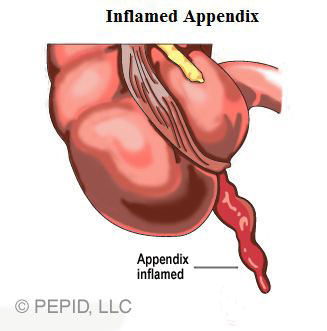 Inflamed Appendix
Appendix
inflamed
© PEPID, LLC